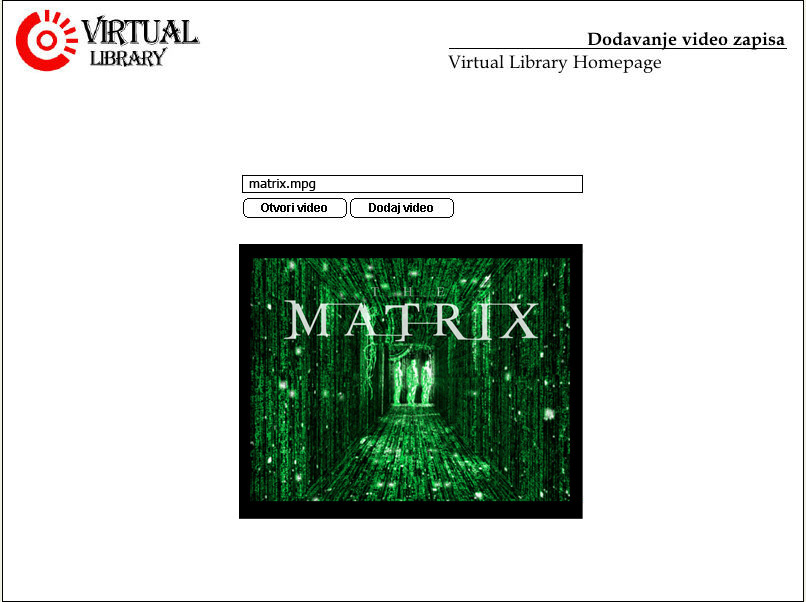 VIRTUAL
LIBRARY
Dodavanje video zapisa
Virtual Library Homepage
matrix.mpg
Otvori video
Dodaj video
THE
MATRIX